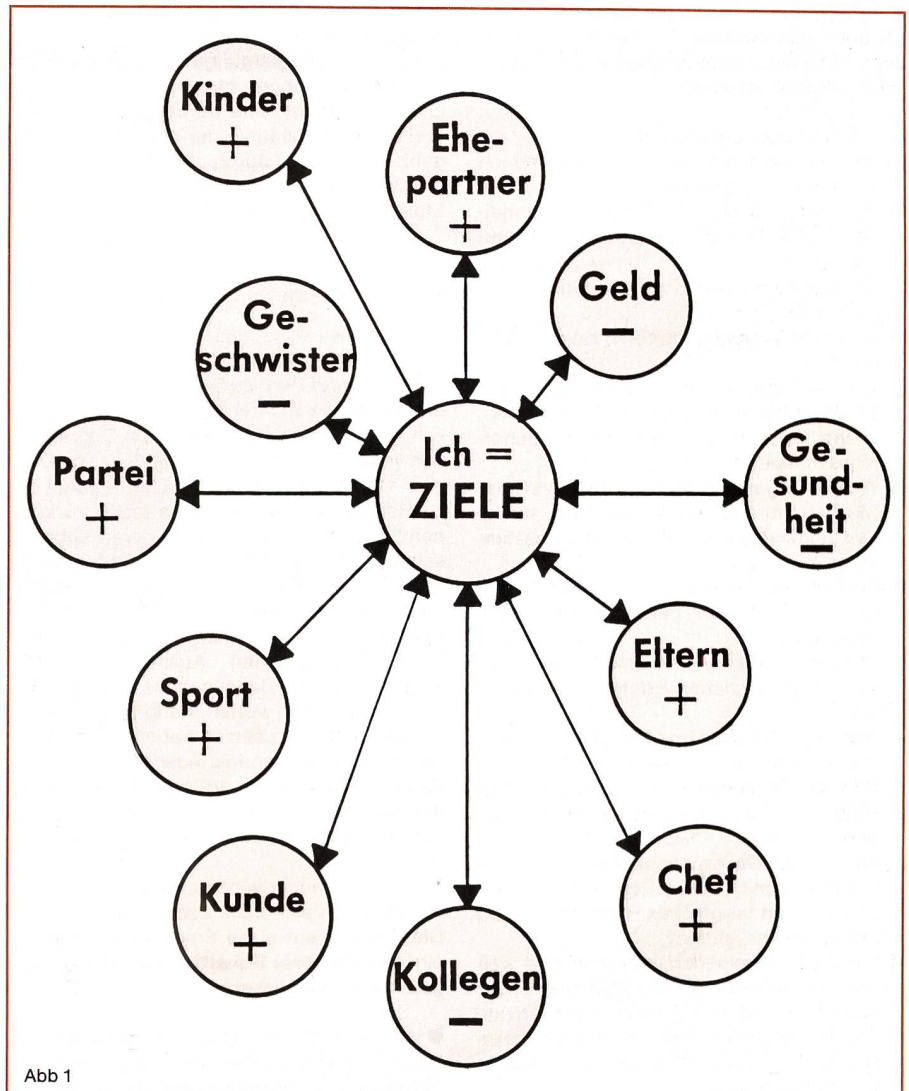 Kinder
+
Ehe-
partner
+
Geld
−
Ge-
schwister
−
Ich =
ZIELE
Partei
+
Ge-
sund-
heit
−
Eltern
+
Sport
+
Chef
+
Kunde
+
Kollegen
−
Abb 1